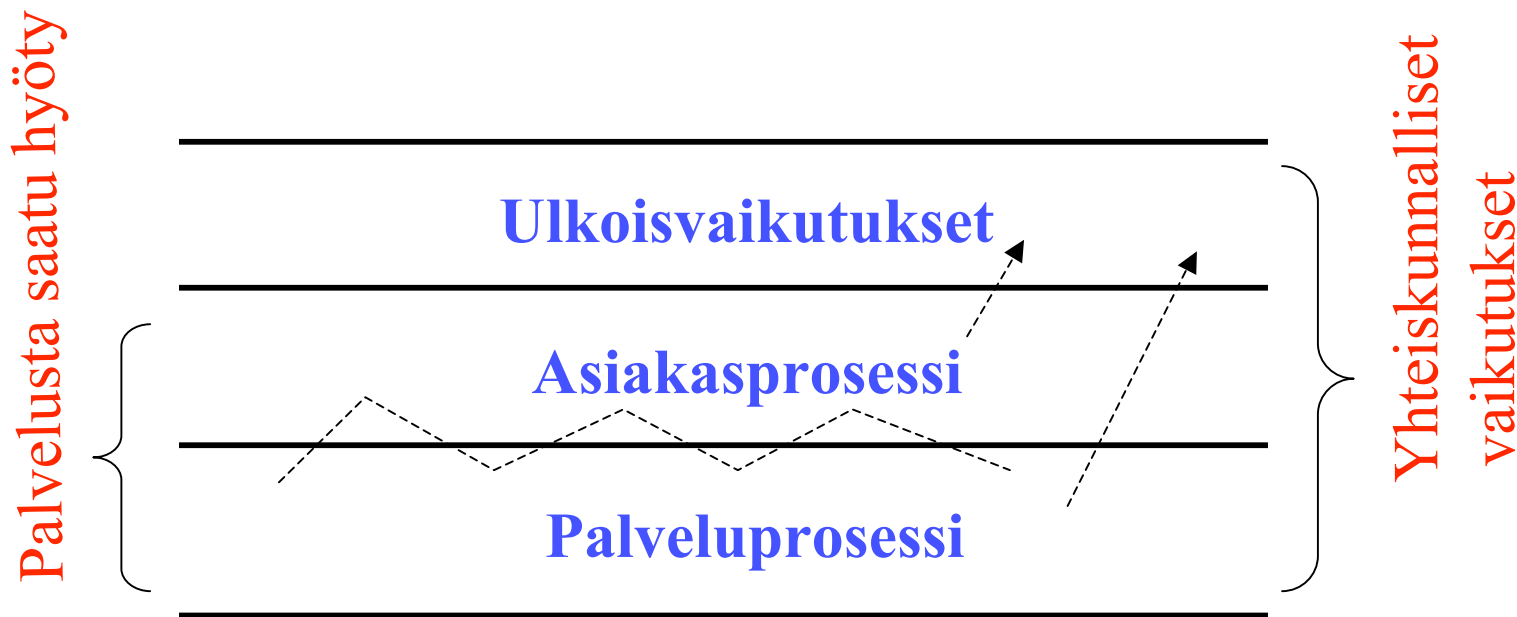 Palvelusta saatu hyöty
Ulkoisvaikutukset
Asiakasprosessi
Palveluprosessi
Yhteiskunnalliset
vaikutukset